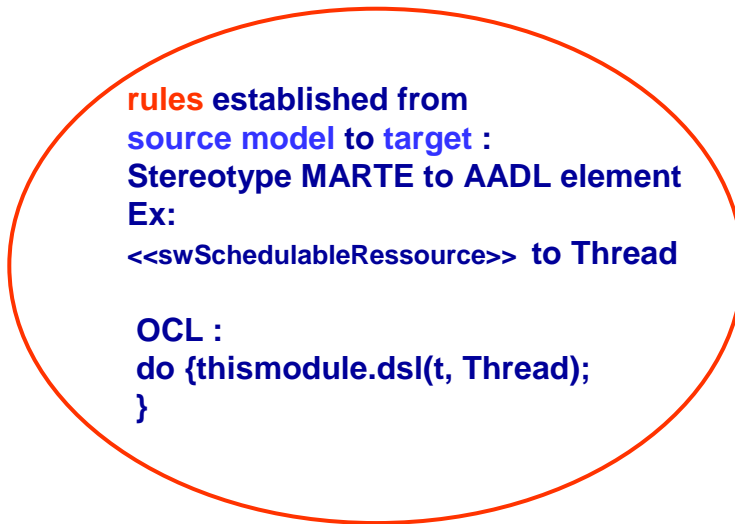 rules established from
source model to target :
Stereotype MARTE to AADL element
Ex:
<<swSchedulableRessource>> to Thread
OCL :
do {thismodule.dsl(t, Thread);
}